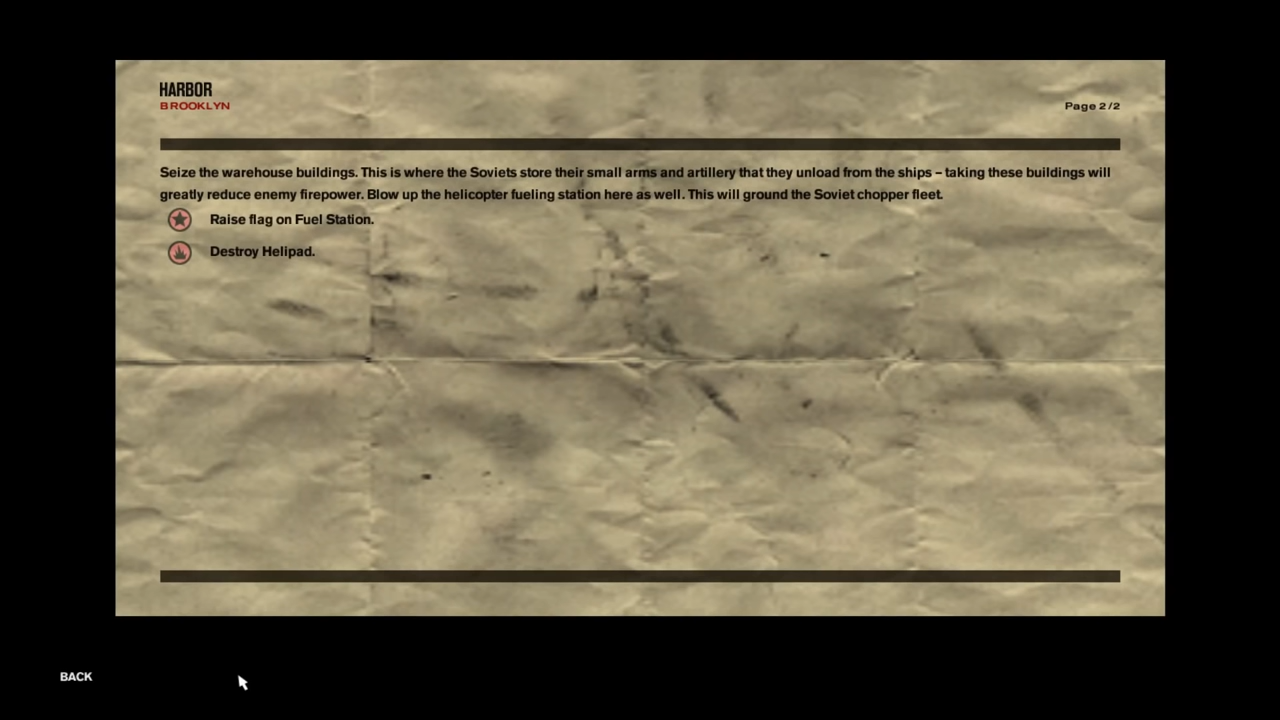 HARBOR
BROOKLYN
Page 2/2
Seize the warehouse buildings. This is where the Soviets store their small arms and artillery that they unload from the ships – taking these buildings will
greatly reduce enemy firepower. Blow up the helicopter fueling station here as well. This will ground the Soviet chopper fleet.
Raise flag on Fuel Station.
Destroy Helipad.
BACK